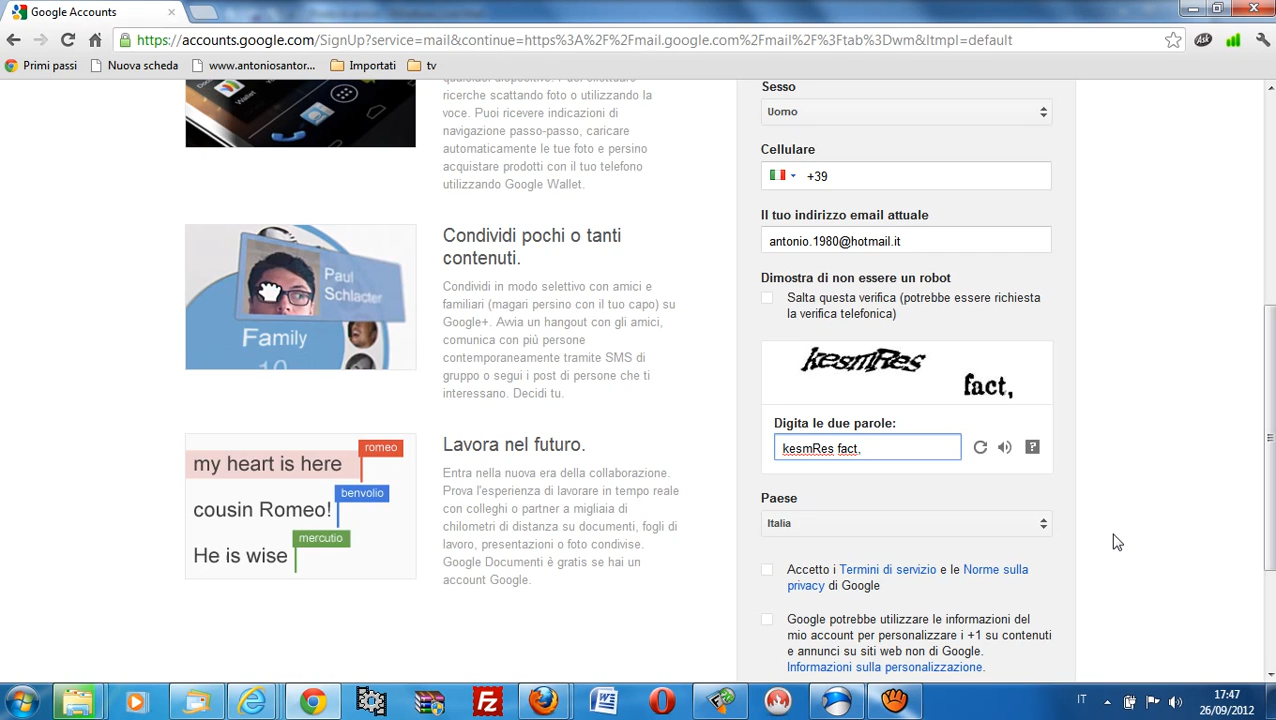 Google Accounts
https://accounts.google.com/SignUp?service=mail&continue=https%3A%2F%2Fmail.google.com%2Fmail%2F%3Ftab%3Dwm&ltmpl=default
Primi passi
Nuova scheda
www.antoniosantor...
Importati
tv
ricerche scattando foto o utilizzando la
voce. Puoi ricevere indicazioni di
navigazione passo-passo, caricare
automaticamente le tue foto e persino
acquistare prodotti con il tuo telefono
utilizzando Google Wallet.
Wallet
Paul
Schlacter
Family
10
Condividi pochi o tanti
contenuti.
Condividi in modo selettivo con amici e
familiari (magari persino con il tuo capo) su
Google+. Avvia un hangout con gli amici,
comunica con più persone
contemporaneamente tramite SMS di
gruppo o segui i post di persone che ti
interessano. Decidi tu.
romeo
my heart is here
benvolio
cousin Romeo!
mercutio
He is wise
Lavora nel futuro.
Entra nella nuova era della collaborazione.
Prova l'esperienza di lavorare in tempo reale
con colleghi o partner a migliaia di
chilometri di distanza su documenti, fogli di
lavoro, presentazioni o foto condivise.
Google Documenti è gratis se hai un
account Google.
Sesso
Uomo
Cellulare
+39
Il tuo indirizzo email attuale
antonio.1980@hotmail.it
Dimostra di non essere un robot
Salta questa verifica (potrebbe essere richiesta
la verifica telefonica)
kesmRes
fact,
Digita le due parole:
kesmRes fact,
Paese
Italia
Accetto i Termini di servizio e le Norme sulla
privacy di Google
Google potrebbe utilizzare le informazioni del
mio account per personalizzare i +1 su contenuti
e annunci su siti web non di Google.
Informazioni sulla personalizzazione.
IT
17:47
26/09/2012